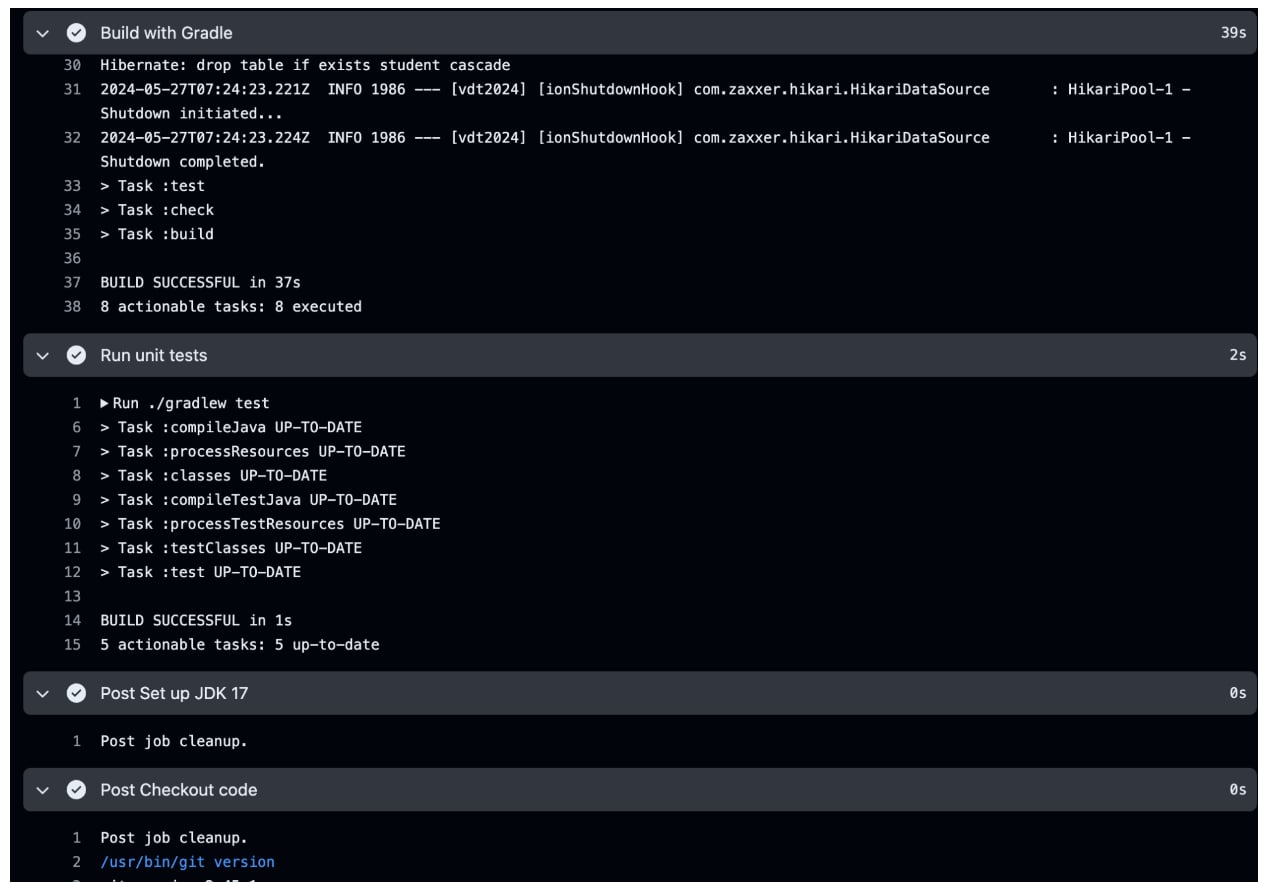 Build with Gradle 39s
30 Hibernate: drop table if exists student cascade
31 2024-05-27T07:24:23.221Z  INFO 1986 --- [vdt2024] [ionShutdownHook] com.zaxxer.hikari.HikariDataSource       : HikariPool-1 -
Shutdown initiated...
32 2024-05-27T07:24:23.224Z  INFO 1986 --- [vdt2024] [ionShutdownHook] com.zaxxer.hikari.HikariDataSource       : HikariPool-1 -
Shutdown completed.
33 > Task :test
34 > Task :check
35 > Task :build
36
37 BUILD SUCCESSFUL in 37s
38 8 actionable tasks: 8 executed
Run unit tests 2s
1 ▶Run ./gradlew test
6 > Task :compileJava UP-TO-DATE
7 > Task :processResources UP-TO-DATE
8 > Task :classes UP-TO-DATE
9 > Task :compileTestJava UP-TO-DATE
10 > Task :processTestResources UP-TO-DATE
11 > Task :testClasses UP-TO-DATE
12 > Task :test UP-TO-DATE
13
14 BUILD SUCCESSFUL in 1s
15 5 actionable tasks: 5 up-to-date
Post Set up JDK 17 0s
1 Post job cleanup.
Post Checkout code 0s
1 Post job cleanup.
2 /usr/bin/git version